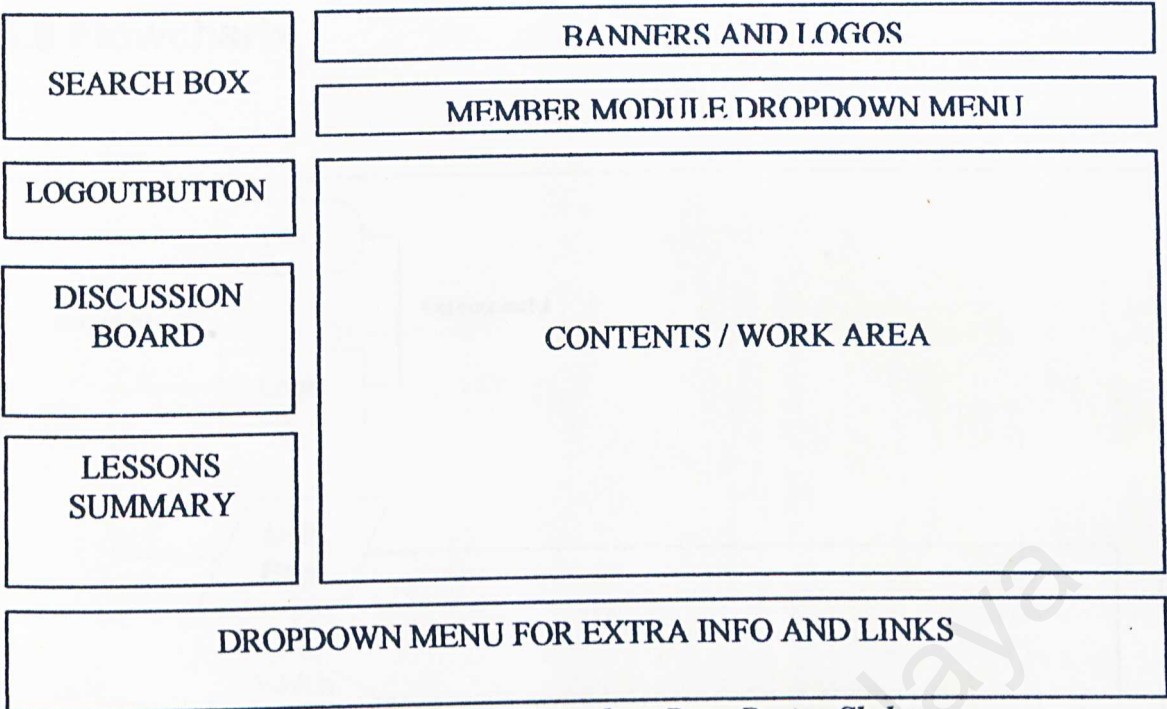 SEARCH BOX
BANNERS AND LOGOS
MEMBER MODULE DROPDOWN MENU
LOGOUTBUTTON
DISCUSSION
BOARD
LESSONS
SUMMARY
CONTENTS / WORK AREA
DROPDOWN MENU FOR EXTRA INFO AND LINKS